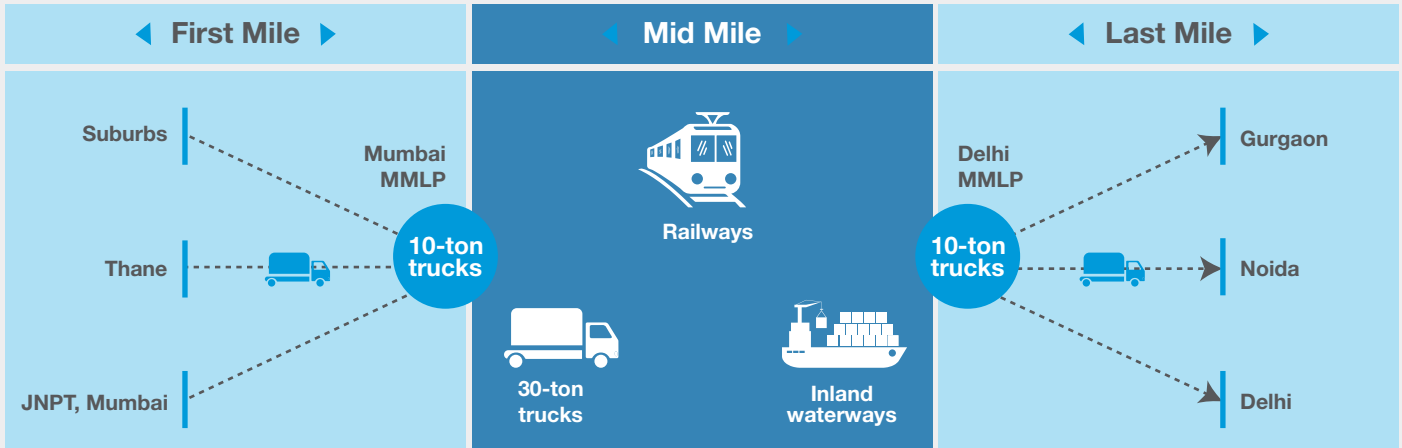 First Mile
Mid Mile
Last Mile
Suburbs
Thane
JNPT, Mumbai
Mumbai
MMLP
10-ton
trucks
Railways
30-ton
trucks
Inland
waterways
Delhi
MMLP
10-ton
trucks
Gurgaon
Noida
Delhi